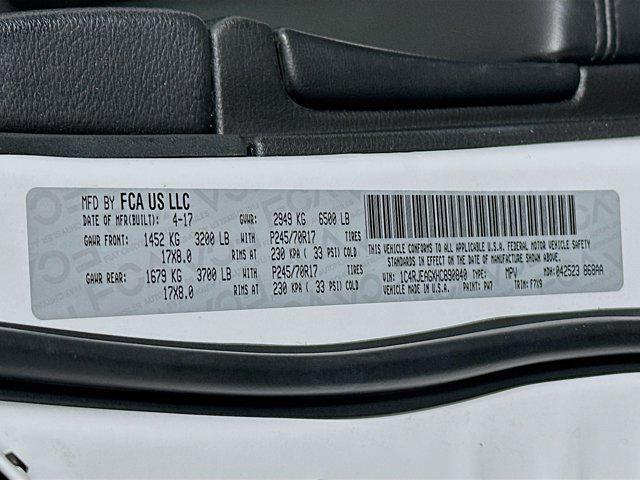 MFD BY FCA US LLC
DATE OF MFR(BUILT): 4-17 GVWR: 2949 KG 6500 LB
GAWR FRONT: 1452 KG 3200 LB WITH P245/70R17 TIRES
17X8.0 RIMS AT 230 KPA ( 33 PSI) COLD
GAWR REAR: 1679 KG 3700 LB WITH P245/70R17 TIRES
17X8.0 RIMS AT 230 KPA ( 33 PSI) COLD
THIS VEHICLE CONFORMS TO ALL APPLICABLE U.S.A. FEDERAL MOTOR VEHICLE SAFETY
STANDARDS IN EFFECT ON THE DATE OF MANUFACTURE SHOWN ABOVE.
VIN: 1C4RJEAGXHC890840 TYPE: MPV MDH: 042523 868AA
VEHICLE MADE IN U.S.A. PAINT: PW7 TRIM: F7X9